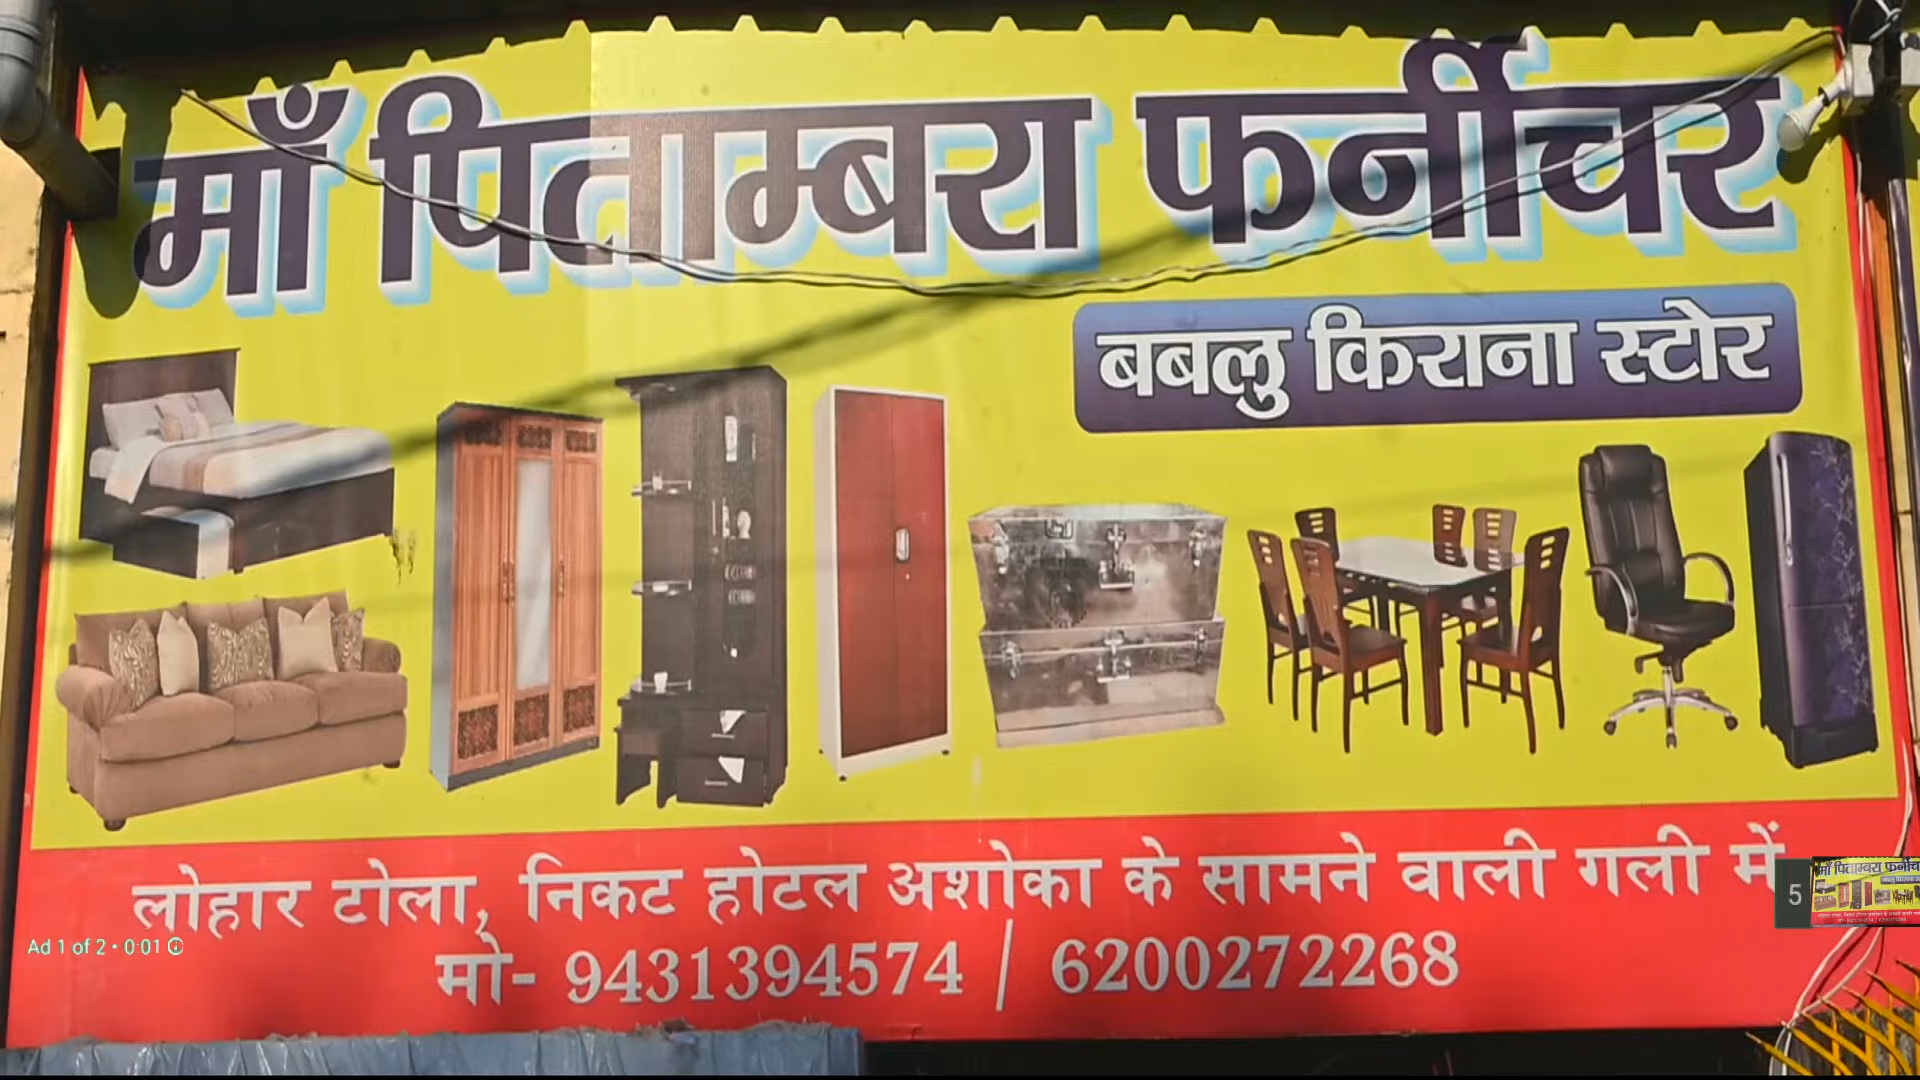 माँ पिताम्बरा फर्नीचर
बबलु किराना स्टोर
लोहार टोला, निकट होटल अशोका के सामने वाली गली में
मो- 9431394574 / 6200272268
Ad 1 of 2 • 0:01
5